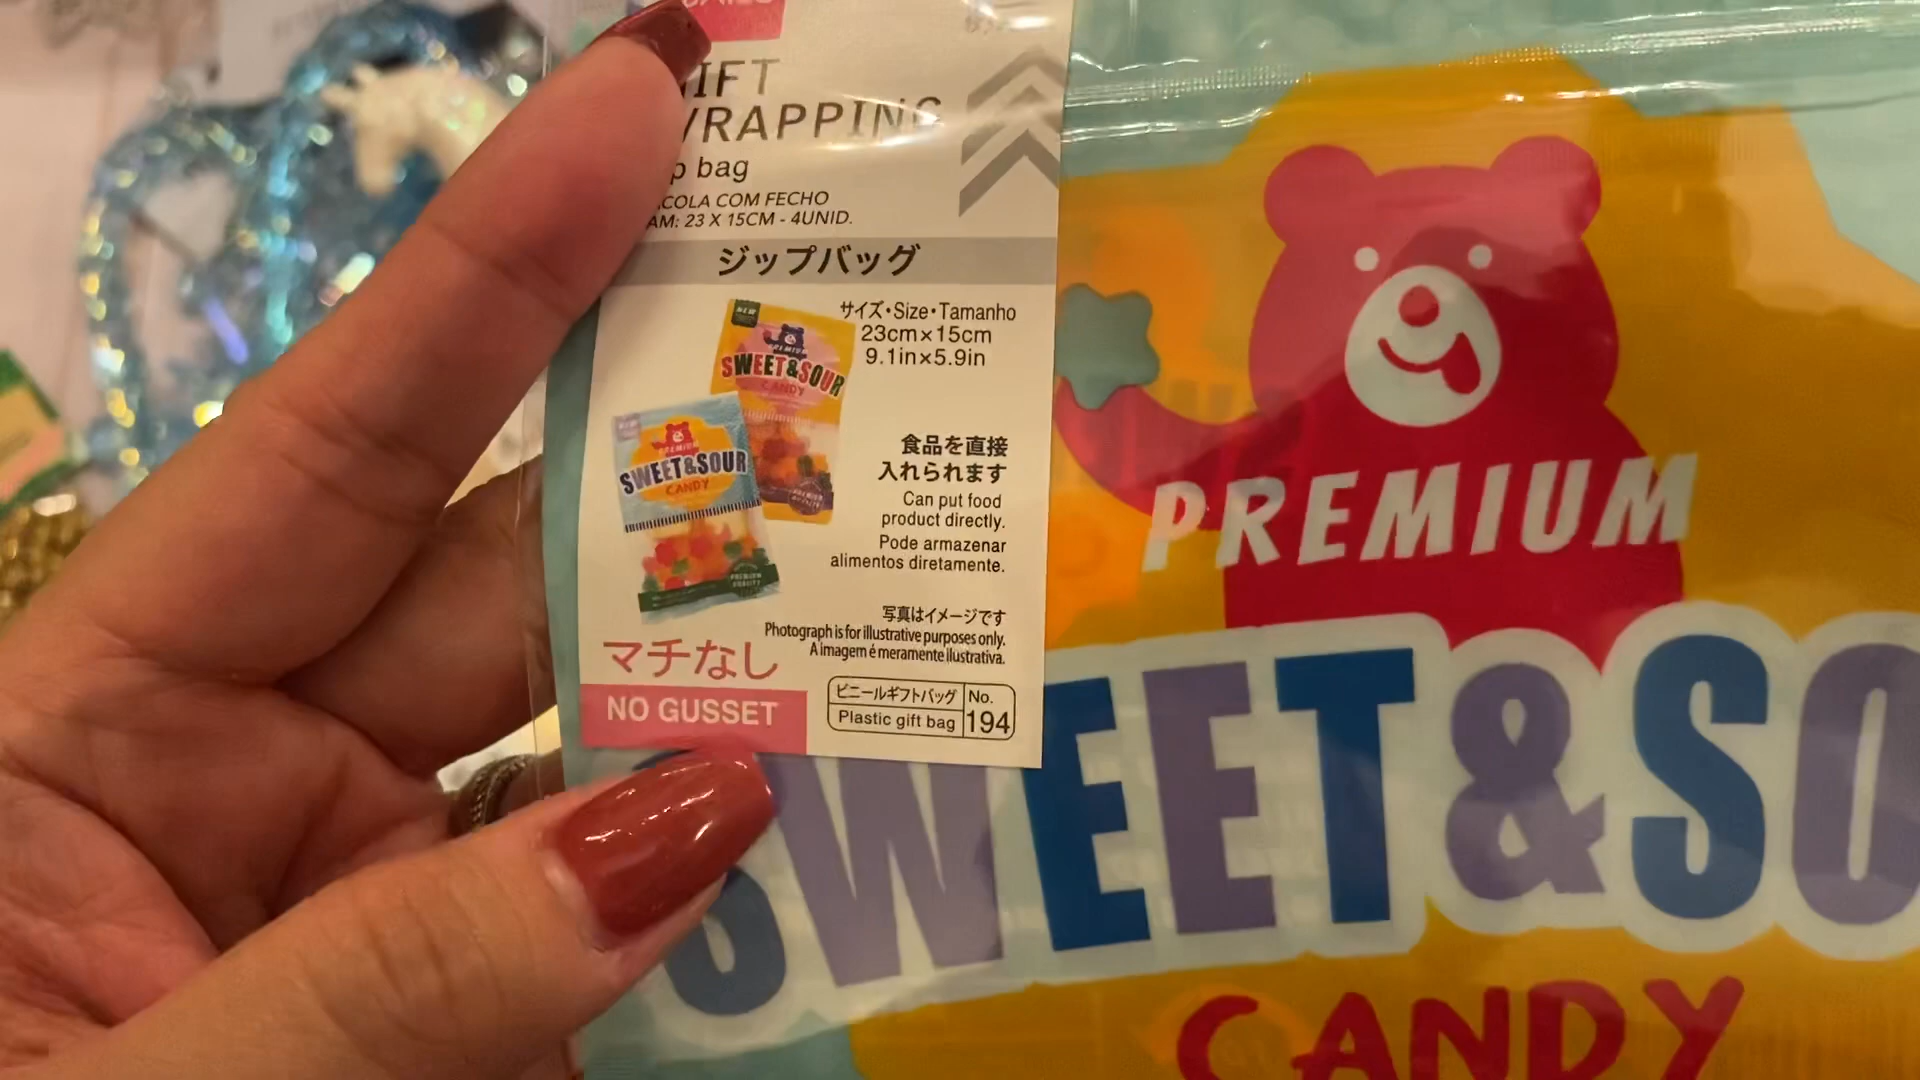 IFT
WRAPPING
p bag
COLA COM FECHO
AM: 23 X 15CM - 4UNID.
ジップバッグ
サイズ・Size・Tamanho
23cm×15cm
9.1in×5.9in
PREMIUM
SWEET&SOUR
CANDY
PREMIUM
SWEET&SOUR
CANDY
食品を直接
入れられます
Can put food
product directly.
Pode armazenar
alimentos diretamente.
写真はイメージです
Photograph is for illustrative purposes only.
A imagem é meramente ilustrativa.
マチなし
NO GUSSET
ビニールギフトバッグ No.
Plastic gift bag 194
PREMIUM
SWEET&SO
CANDY